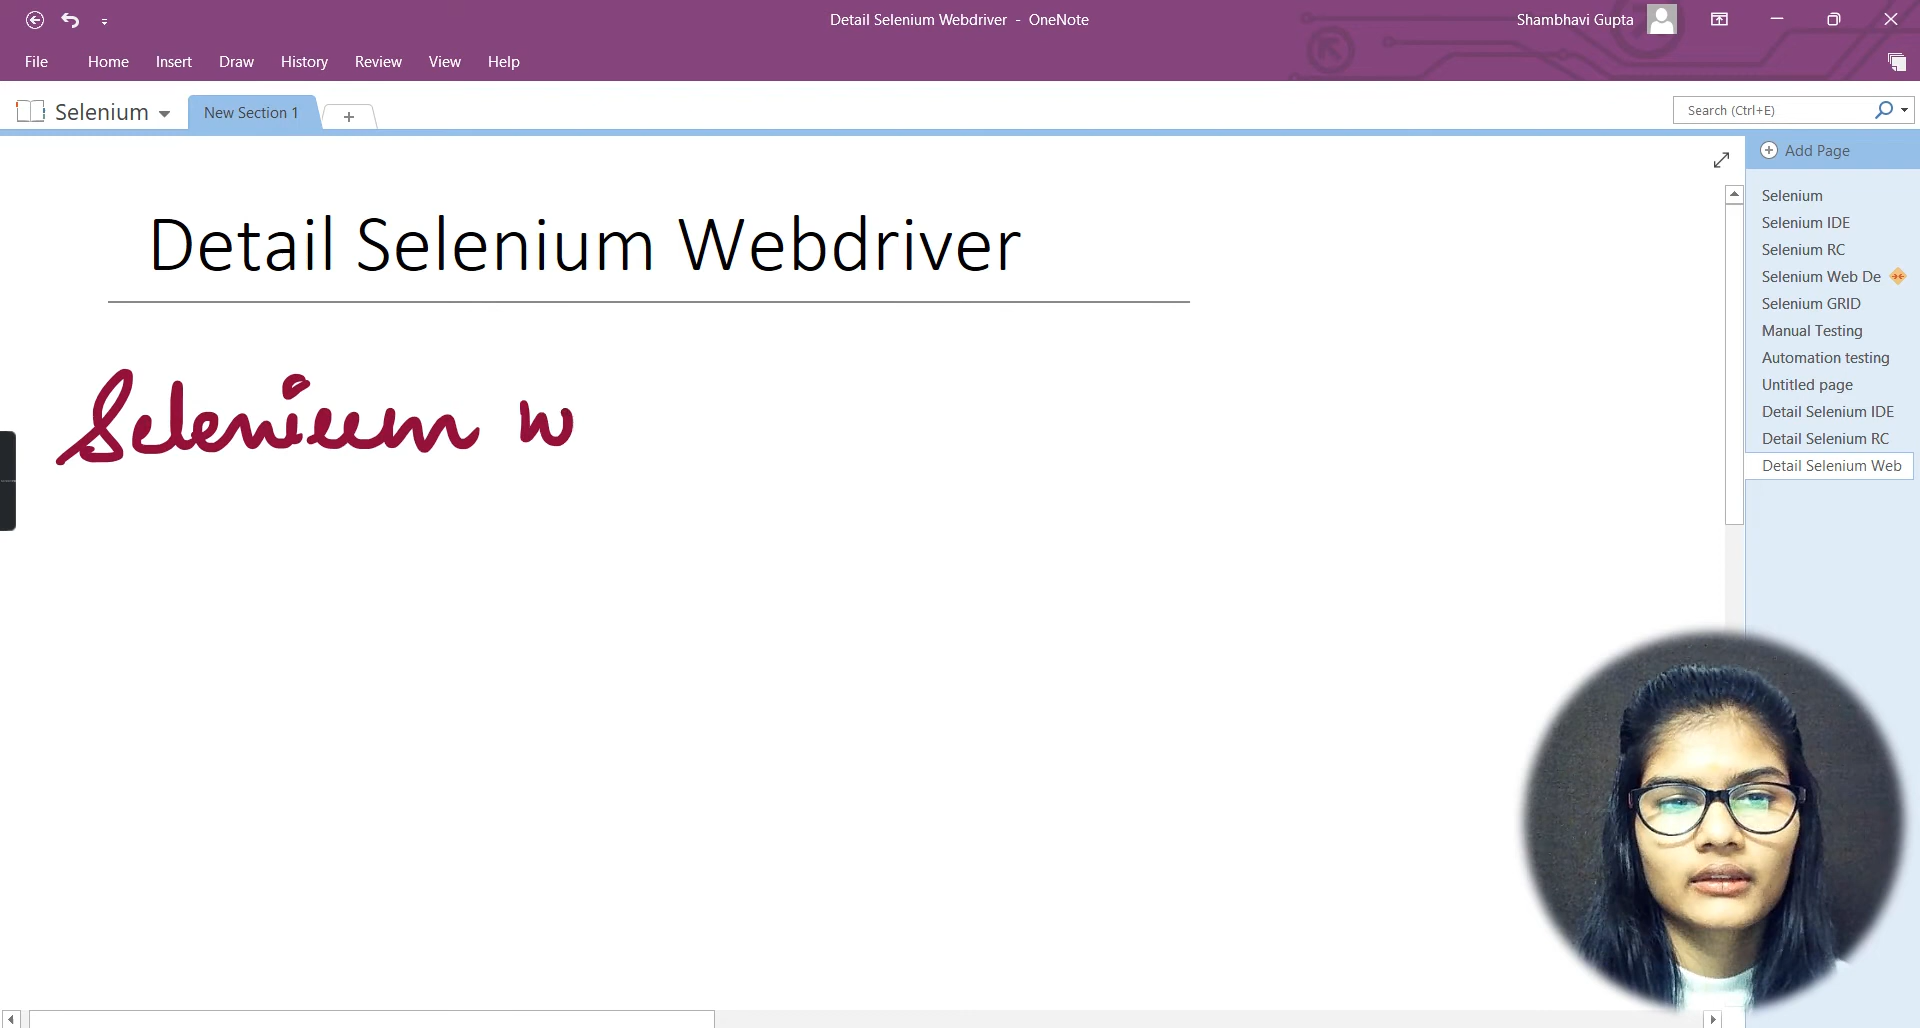 Detail Selenium Webdriver - OneNote
Shambhavi Gupta
File Home Insert Draw History Review View Help
Selenium
New Section 1
+
Search (Ctrl+E)
Add Page
Detail Selenium Webdriver
Selenium w
Selenium
Selenium IDE
Selenium RC
Selenium Web De
Selenium GRID
Manual Testing
Automation testing
Untitled page
Detail Selenium IDE
Detail Selenium RC
Detail Selenium Web